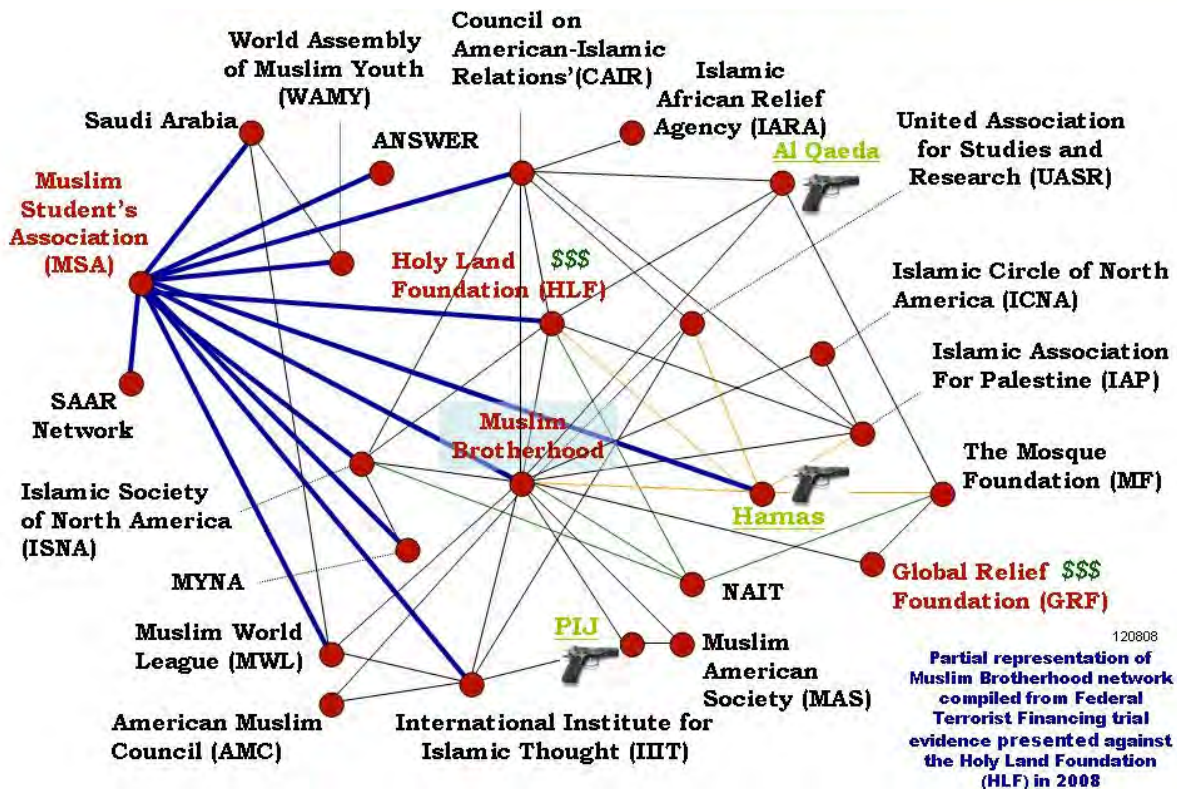 Council on
American-Islamic
Relations'(CAIR)
World Assembly
of Muslim Youth
(WAMY)
Islamic
African Relief
Agency (IARA)
Saudi Arabia
ANSWER
Al Qaeda
United Association
for Studies and
Research (UASR)
Muslim
Student's
Association
(MSA)
Holy Land $$$
Foundation (HLF)
Islamic Circle of North
America (ICNA)
Islamic Association
For Palestine (IAP)
SAAR
Network
Muslim
Brotherhood
The Mosque
Foundation (MF)
Hamas
Islamic Society
of North America
(ISNA)
MYNA
NAIT
Global Relief $$$
Foundation (GRF)
Muslim World
League (MWL)
PIJ
Muslim
American
Society (MAS)
American Muslim
Council (AMC)
International Institute for
Islamic Thought (IIIT)
120808
Partial representation of
Muslim Brotherhood network
compiled from Federal
Terrorist Financing trial
evidence presented against
the Holy Land Foundation
(HLF) in 2008